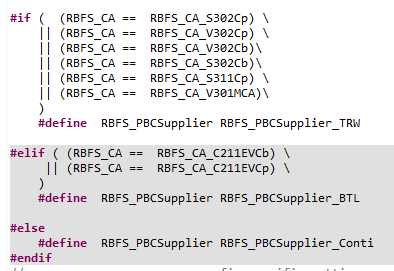 #if ( (RBFS_CA == RBFS_CA_S302Cp) \
|| (RBFS_CA == RBFS_CA_V302Cp) \
|| (RBFS_CA == RBFS_CA_V302Cb)\
|| (RBFS_CA == RBFS_CA_S302Cb)\
|| (RBFS_CA == RBFS_CA_S311Cp) \
|| (RBFS_CA == RBFS_CA_V301MCA)\
)
#define RBFS_PBCSupplier RBFS_PBCSupplier_TRW
#elif ( (RBFS_CA == RBFS_CA_C211EVCb) \
|| (RBFS_CA == RBFS_CA_C211EVCp) \
)
#define RBFS_PBCSupplier RBFS_PBCSupplier_BTL
#else
#define RBFS_PBCSupplier RBFS_PBCSupplier_Conti
#endif